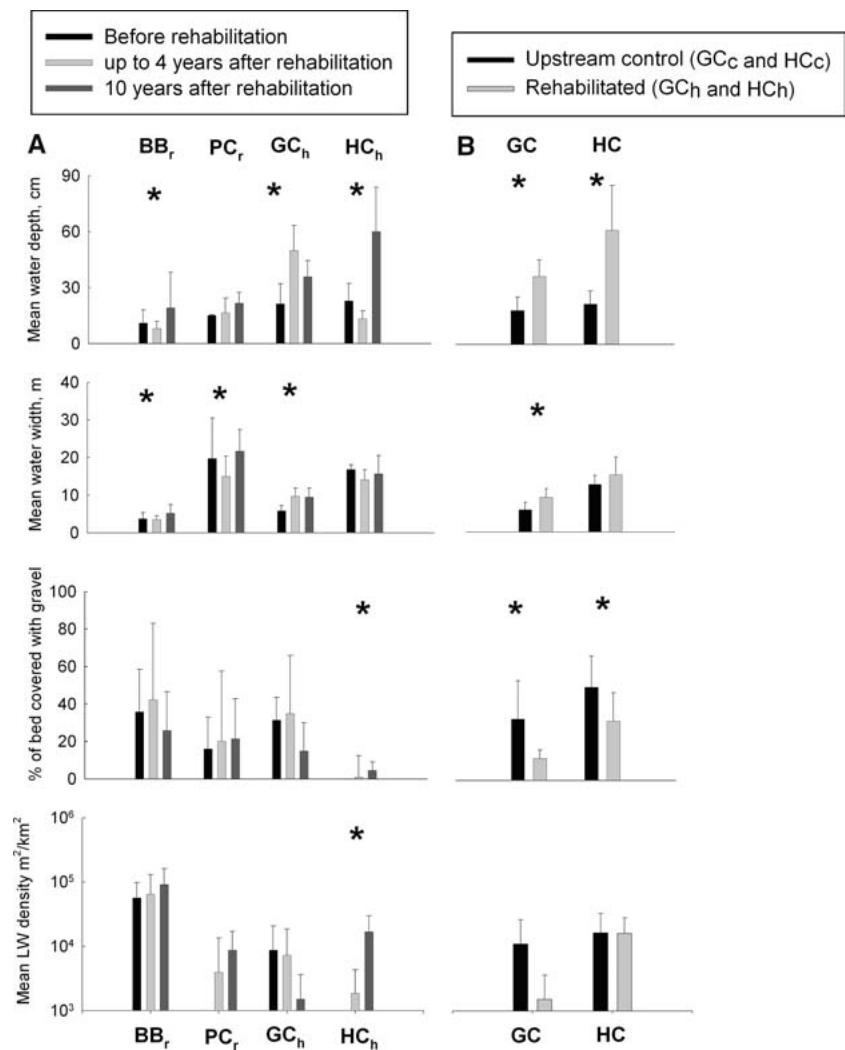 Before rehabilitation
up to 4 years after rehabilitation
10 years after rehabilitation
Upstream control (GCc and HCc)
Rehabilitated (GCh and HCh)
A
BBr
PCr
GCh
HCh
B
GC
HC
Mean water depth, cm
90
60
30
0
*
*
*
*
*
Mean water width, m
40
30
20
10
0
*
*
*
*
% of bed covered with gravel
100
80
60
40
20
0
*
*
*
Mean LW density m²/km²
10⁶
10⁵
10⁴
10³
*
BBr
PCr
GCh
HCh
GC
HC